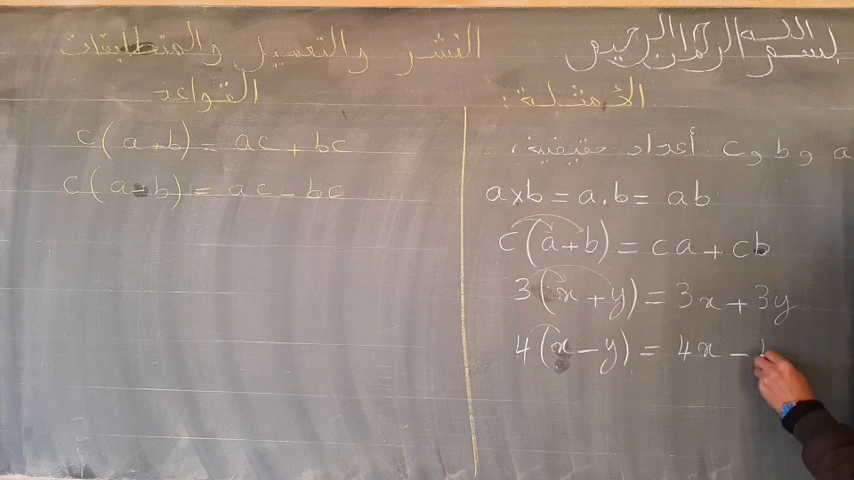 بسم الله الرحمن الرحيم
النشر والتعميل والمتطابقات
الأمثلة:
a و b و c أعداد حقيقية،
a×b = a.b = ab
c(a+b) = ca + cb
3(x+y) = 3x + 3y
4(x-y) = 4x -
القواعد
c(a+b) = ac + bc
c(a-b) = ac - bc